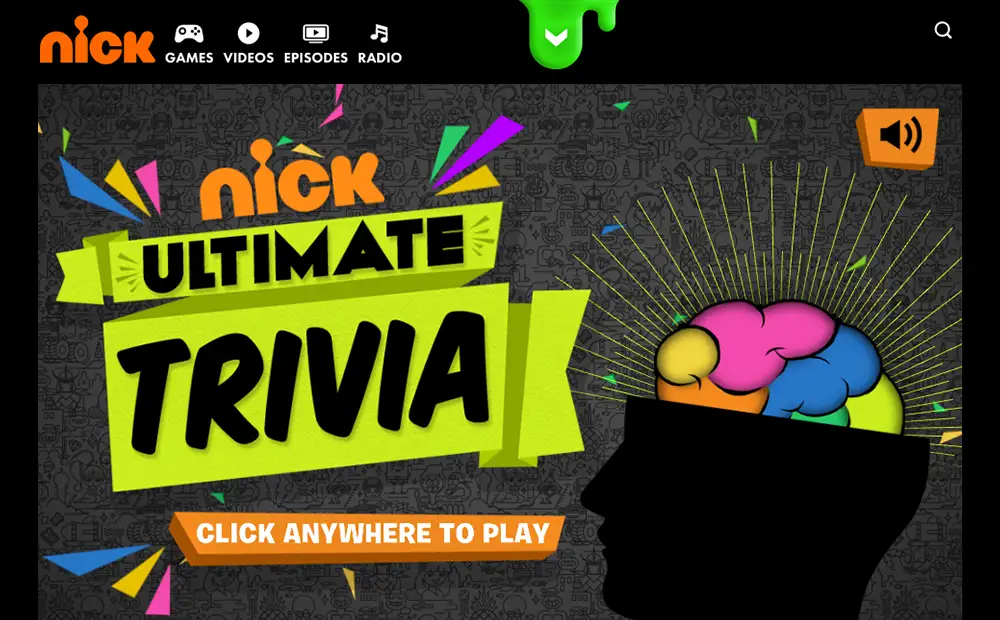 nick
GAMES VIDEOS EPISODES RADIO
nick
ULTIMATE
TRIVIA
CLICK ANYWHERE TO PLAY